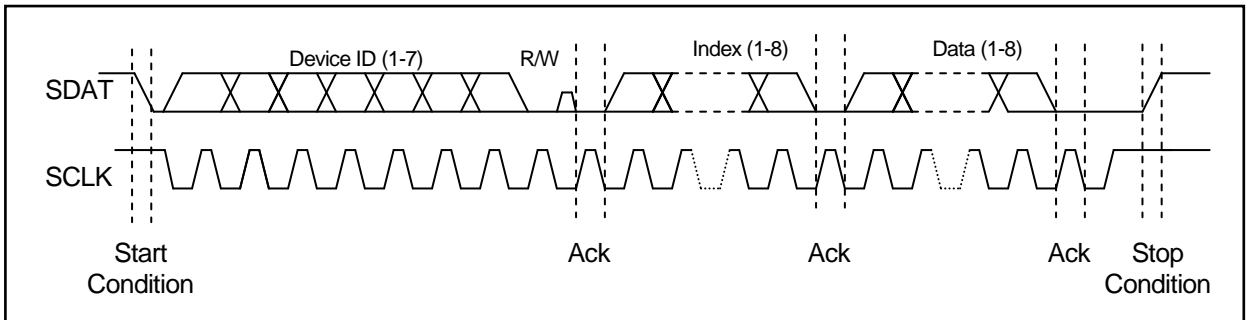 Device ID (1-7)
R/W
Index (1-8)
Data (1-8)
SDAT
SCLK
Start
Condition
Ack
Ack
Ack
Stop
Condition